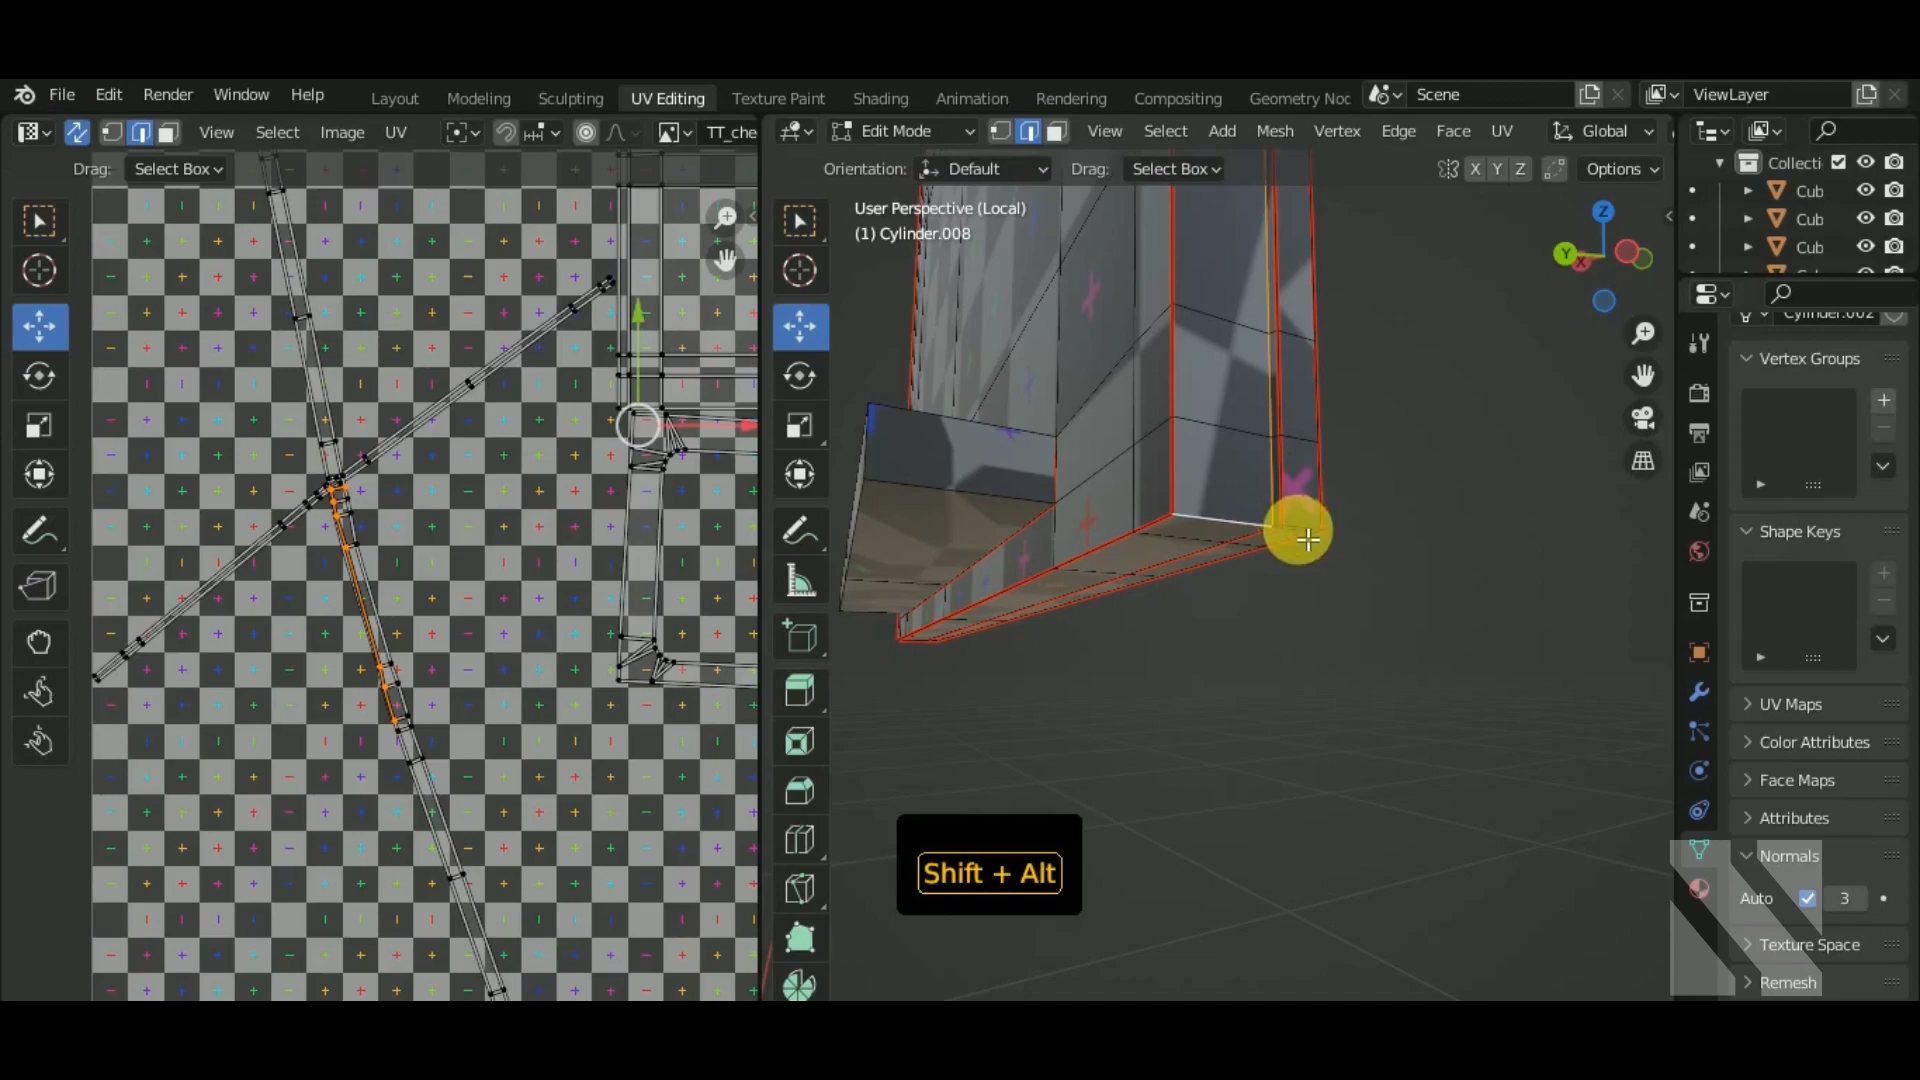 File Edit Render Window Help
Layout Modeling Sculpting UV Editing Texture Paint Shading Animation Rendering Compositing Geometry Noc
Scene
ViewLayer
View Select Image UV
TT_che
Edit Mode
View Select Add Mesh Vertex Edge Face UV
Global
Drag: Select Box
Orientation: Default
Drag: Select Box
X Y Z
Options
Collecti
Cub
Cub
Cub
User Perspective (Local)
(1) Cylinder.008
Z
Y
X
Cylinder.002
Vertex Groups
Shape Keys
UV Maps
Color Attributes
Face Maps
Attributes
Normals
Auto 3
Texture Space
Remesh
Shift + Alt